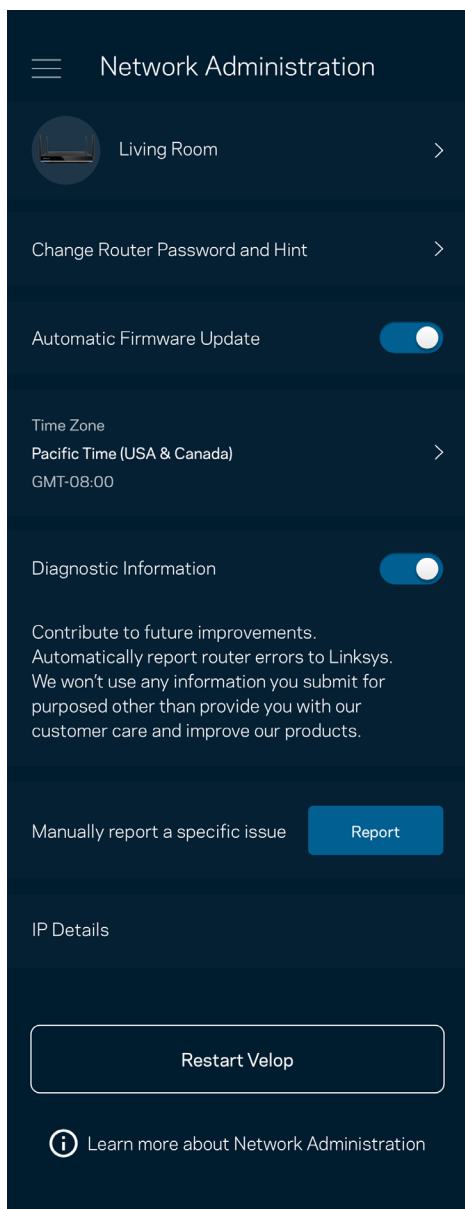 Network Administration
Living Room
Change Router Password and Hint
Automatic Firmware Update
Time Zone
Pacific Time (USA & Canada)
GMT-08:00
Diagnostic Information
Contribute to future improvements.
Automatically report router errors to Linksys.
We won't use any information you submit for
purposed other than provide you with our
customer care and improve our products.
Manually report a specific issue
Report
IP Details
Restart Velop
Learn more about Network Administration